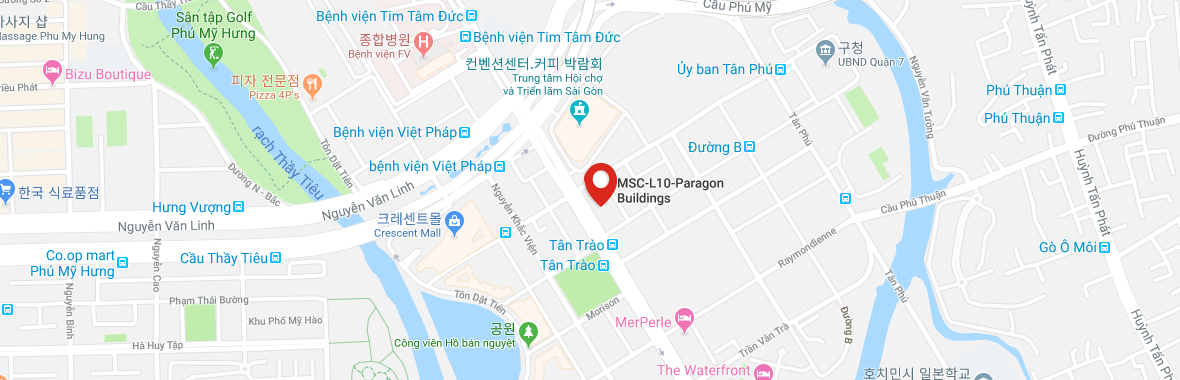 사지 샵
Massage Phu My Hung
Bizu Boutique
riều Phát
한국 식료품점
Sân tập Golf
Phú Mỹ Hưng
피자 전문점
Pizza 4P's
rạch Thầy Tiêu
Tôn Dật Tiên
Đường N - Bắc
Bệnh viện Tim Tâm Đức
종합병원
Bệnh viện FV
Bệnh viện Tim Tâm Đức
컨벤션센터.커피 박람회
Trung tâm Hội chợ
và Triển lãm Sài Gòn
Cầu Phú Mỹ
구청
UBND Quận 7
Ủy ban Tân Phú
Nguyễn Văn Tưởng
Huỳnh Tấn Phát
Phú Thuận
Phú Thuận
Đường Phú Thuận
Bệnh viện Việt Pháp
bệnh viện Việt Pháp
Đường B
Tân Phú
MSC-L10-Paragon
Buildings
Hưng Vượng
Nguyễn Văn Linh
Nguyễn Văn Linh
크레센트몰
Crescent Mall
Nguyễn Khắc Viện
Cầu Phú Thuận
Huỳnh Tấn Phát
Co.op mart
Phú Mỹ Hưng
Cầu Thầy Tiêu
Tân Trào
Tân Trào
Raymondienne
Gò Ô Môi
Nguyễn Bính
Nguyễn Cao
Phạm Thái Bường
Khu Phố Mỹ Hào
Hà Huy Tập
Tôn Dật Tiên
Morison
공원
Công viên Hồ bán nguyệt
MerPerle
Trần Văn Trà
Đường B
Tân Phú
Huỳnh Tấn Phát
The Waterfront
호치민시 일본학교